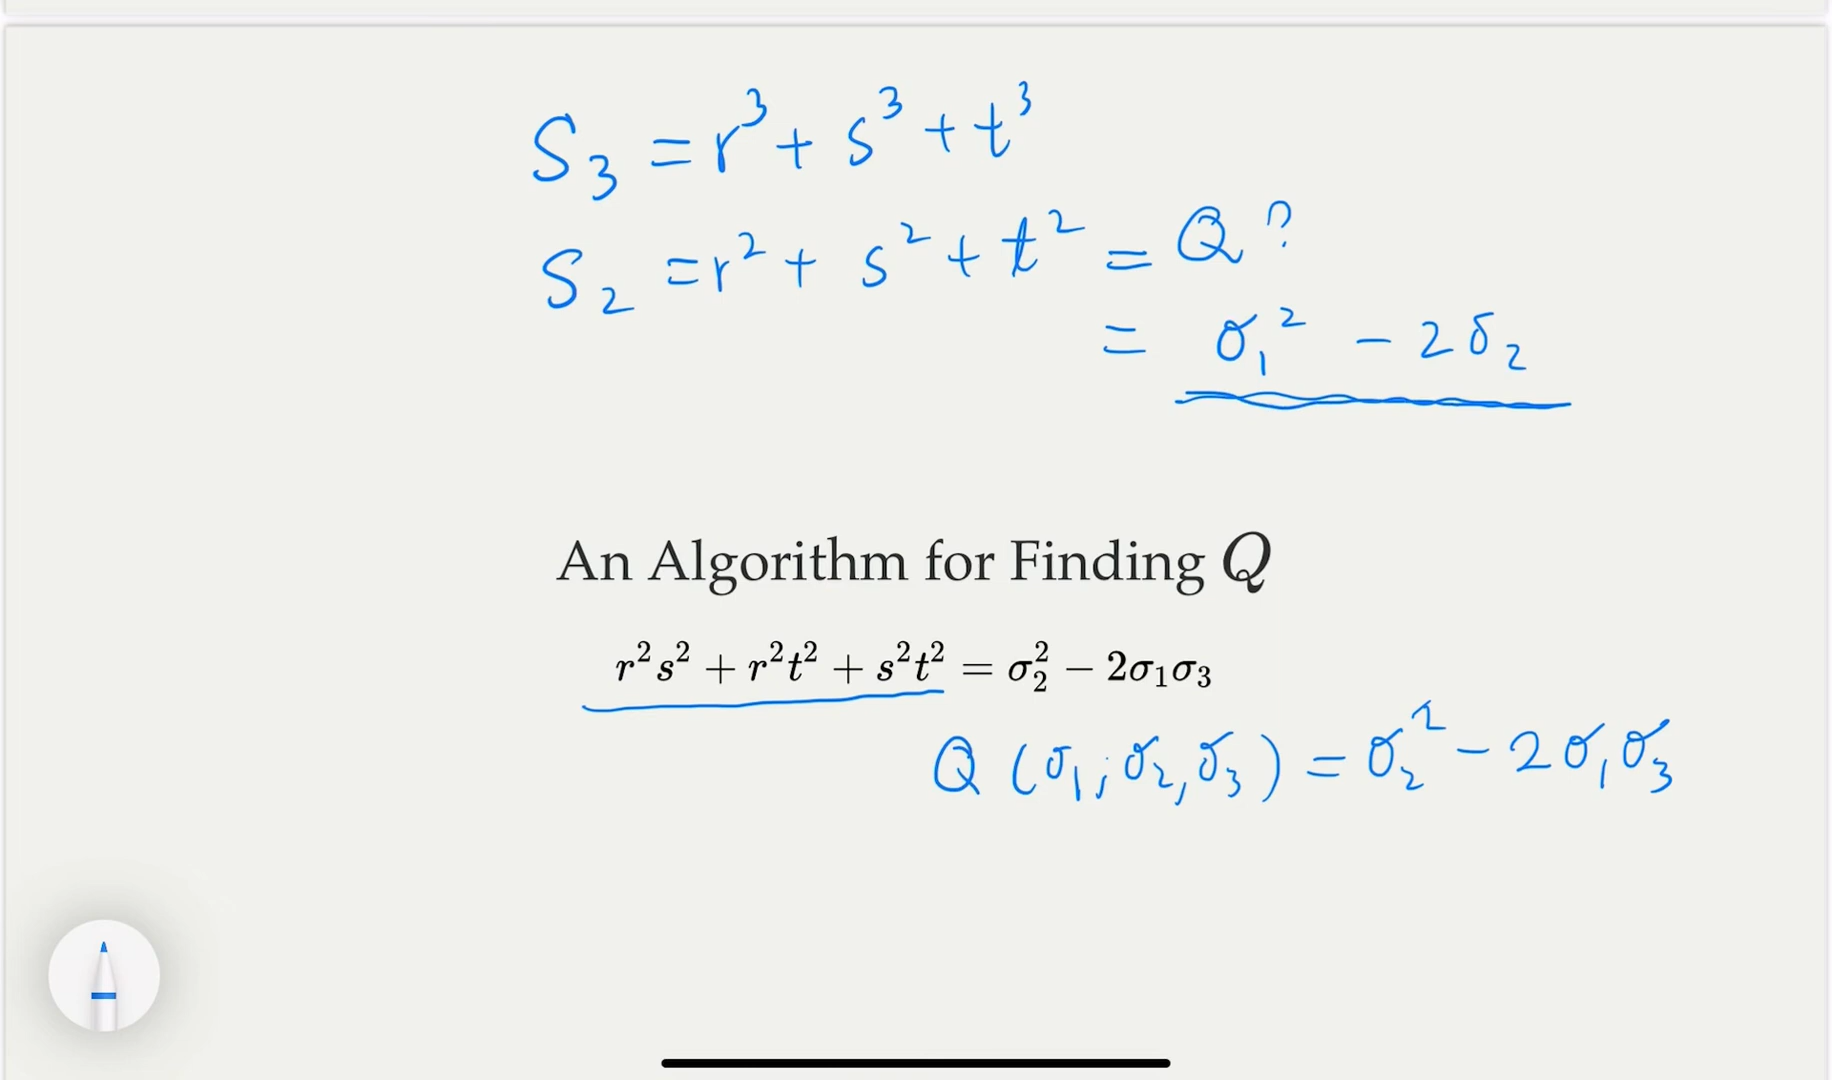 S₃ = r³ + s³ + t³
S₂ = r² + s² + t² = Q ?
= σ₁² − 2σ₂
An Algorithm for Finding Q
r²s² + r²t² + s²t² = σ₂² − 2σ₁σ₃
Q (σ₁, σ₂, σ₃) = σ₂² − 2σ₁σ₃